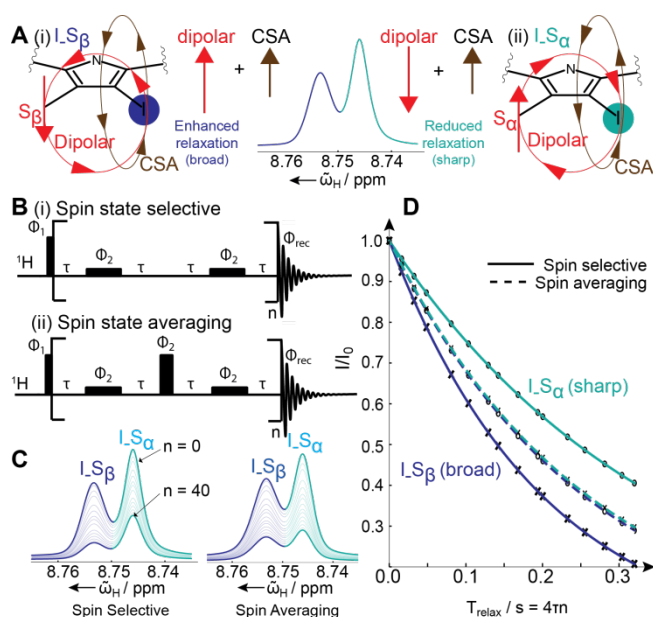 A (i) I_Sβ
dipolar
+
CSA
dipolar
+
CSA
(ii) I_Sα
N
Sβ
I
Dipolar
CSA
Enhanced
relaxation
(broad)
Reduced
relaxation
(sharp)
8.76 8.75 8.74
← ω̃H / ppm
N
Sα
I
Dipolar
CSA
B (i) Spin state selective
Φ1
1H
τ Φ2 τ τ Φ2 τ
n
Φrec
(ii) Spin state averaging
Φ1
1H
τ Φ2 τ Φ2 τ Φ2 τ
n
Φrec
C
I_Sβ I_Sα
n = 0
n = 40
8.76 8.75 8.74
← ω̃H / ppm
Spin Selective
I_Sβ I_Sα
8.76 8.75 8.74
← ω̃H / ppm
Spin Averaging
D
Spin selective
Spin averaging
I/I0
1.0
0.9
0.8
0.7
0.6
0.5
0.4
0.3
I_Sα (sharp)
I_Sβ (broad)
0.0 0.1 0.2 0.3
Trelax / s = 4τn